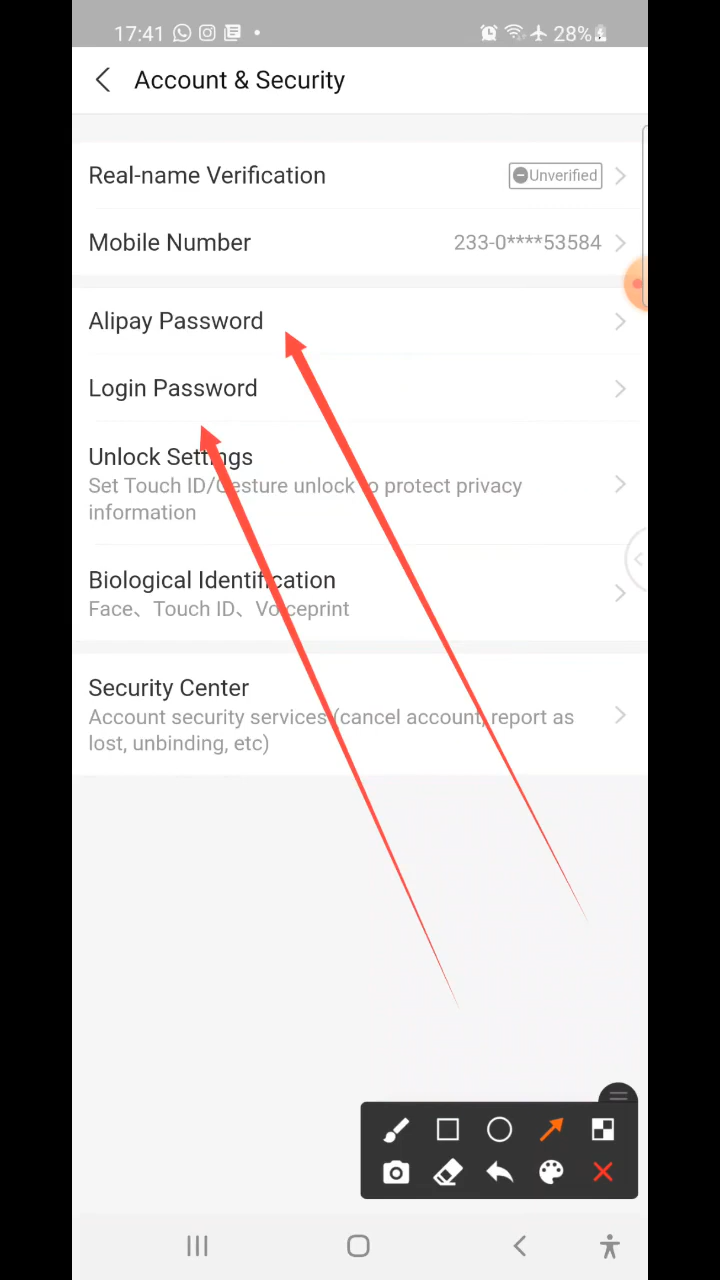 17:41 28%
Account & Security
Real-name Verification Unverified
Mobile Number 233-0****53584
Alipay Password
Login Password
Unlock Settings
Set Touch ID/Gesture unlock to protect privacy
information
Biological Identification
Face、Touch ID、Voiceprint
Security Center
Account security services (cancel account, report as
lost, unbinding, etc)